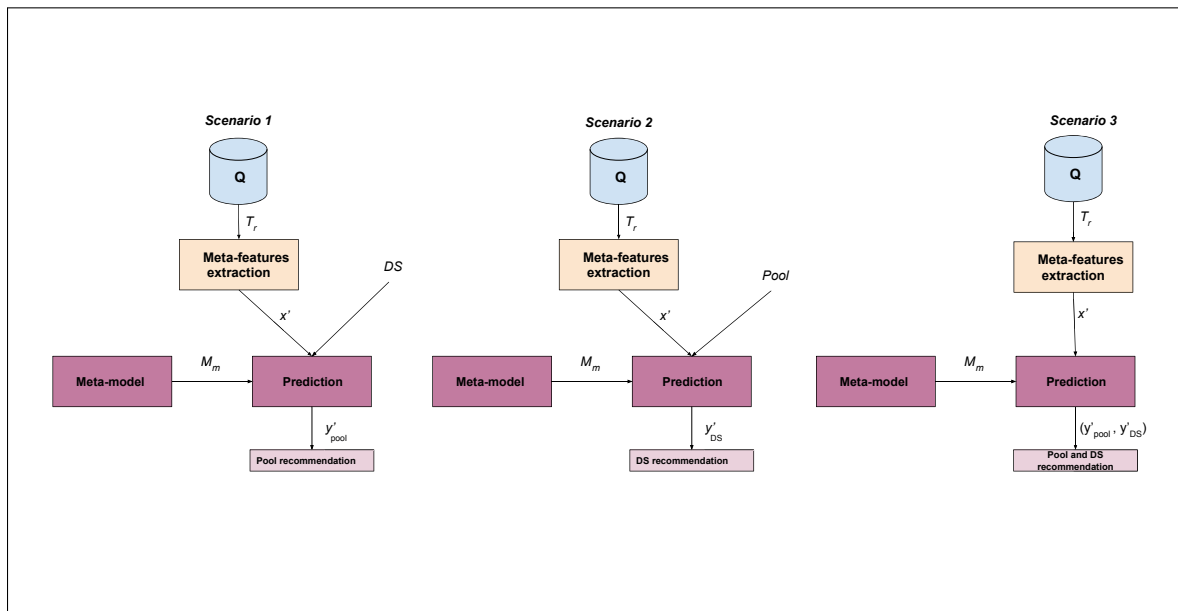 Scenario 1
Q
T_r
Meta-features
extraction
DS
x'
Meta-model
M_m
Prediction
y'_pool
Pool recommendation
Scenario 2
Q
T_r
Meta-features
extraction
Pool
x'
Meta-model
M_m
Prediction
y'_DS
DS recommendation
Scenario 3
Q
T_r
Meta-features
extraction
x'
Meta-model
M_m
Prediction
(y'_pool , y'_DS)
Pool and DS
recommendation